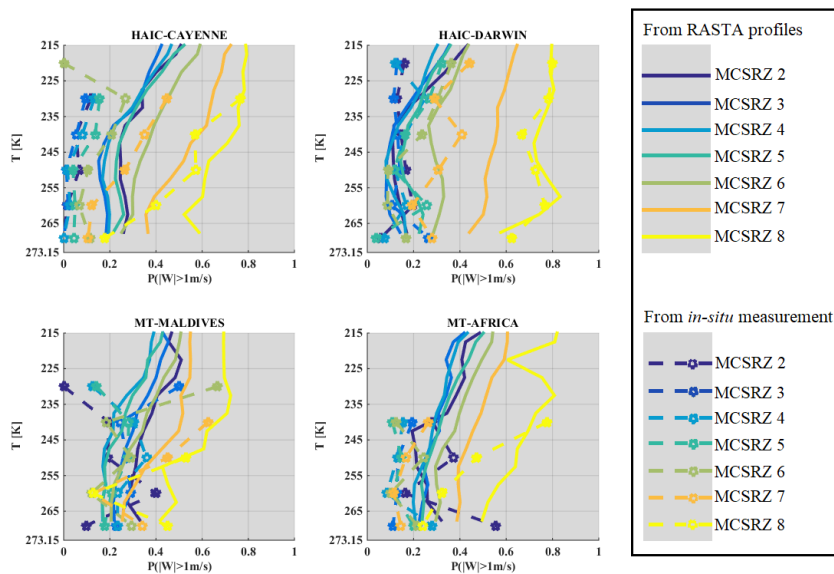 HAIC-CAYENNE
215
225
235
245
255
265
273.15
T [K]
0 0.2 0.4 0.6 0.8 1
P(|W|>1m/s)
HAIC-DARWIN
215
225
235
245
255
265
273.15
T [K]
0 0.2 0.4 0.6 0.8 1
P(|W|>1m/s)
MT-MALDIVES
215
225
235
245
255
265
273.15
T [K]
0 0.2 0.4 0.6 0.8 1
P(|W|>1m/s)
MT-AFRICA
215
225
235
245
255
265
273.15
T [K]
0 0.2 0.4 0.6 0.8 1
P(|W|>1m/s)
From RASTA profiles
MCSRZ 2
MCSRZ 3
MCSRZ 4
MCSRZ 5
MCSRZ 6
MCSRZ 7
MCSRZ 8
From in-situ measurement
MCSRZ 2
MCSRZ 3
MCSRZ 4
MCSRZ 5
MCSRZ 6
MCSRZ 7
MCSRZ 8